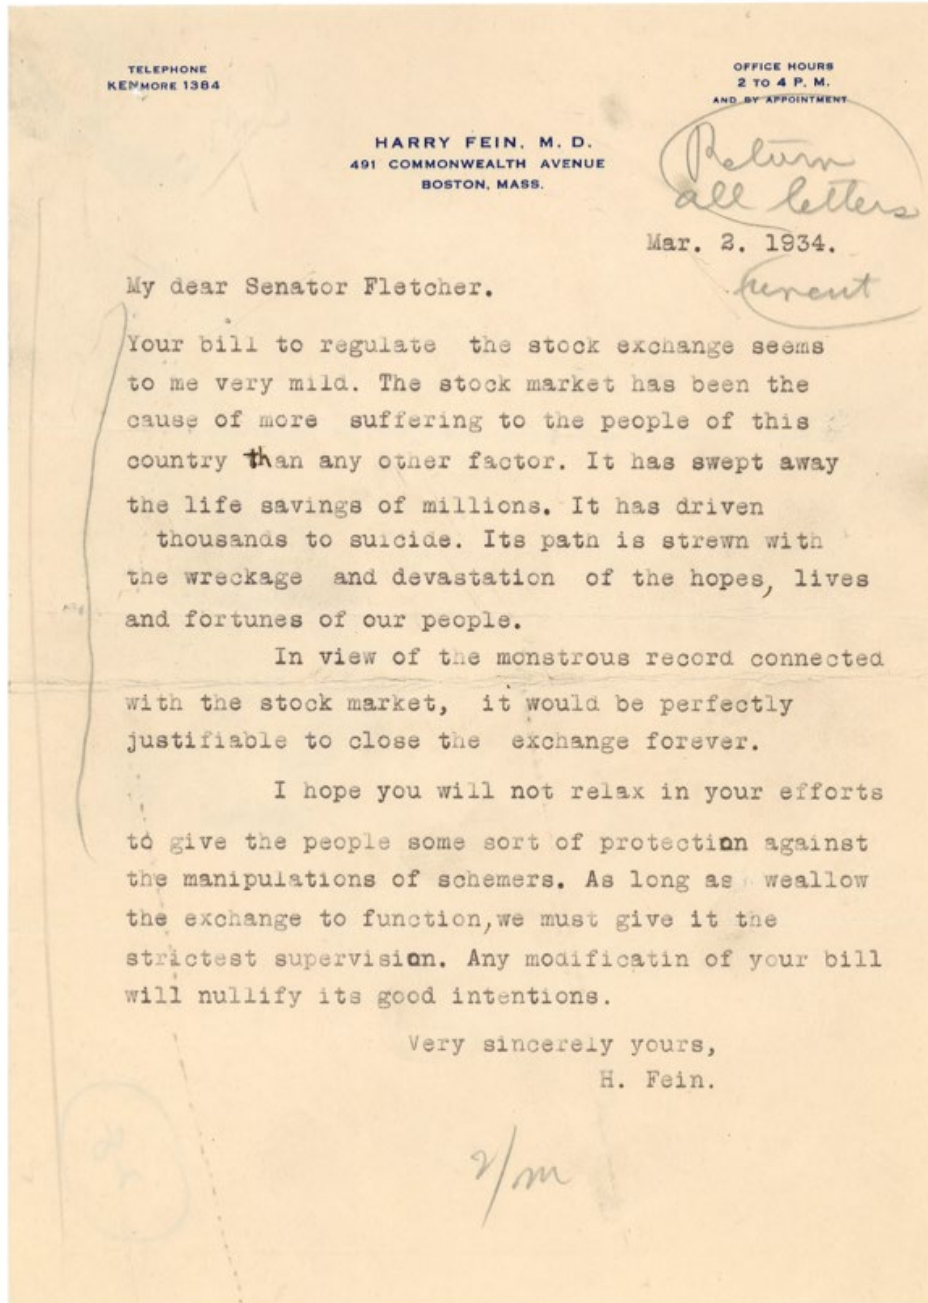 TELEPHONE
KENMORE 1384
OFFICE HOURS
2 TO 4 P. M.
AND BY APPOINTMENT
HARRY FEIN, M. D.
491 COMMONWEALTH AVENUE
BOSTON, MASS.
Return
all letters
Mar. 2. 1934.
My dear Senator Fletcher.
Your bill to regulate the stock exchange seems
to me very mild. The stock market has been the
cause of more suffering to the people of this
country than any other factor. It has swept away
the life savings of millions. It has driven
thousands to suicide. Its path is strewn with
the wreckage and devastation of the hopes, lives
and fortunes of our people.
In view of the monstrous record connected
with the stock market, it would be perfectly
justifiable to close the exchange forever.
I hope you will not relax in your efforts
to give the people some sort of protection against
the manipulations of schemers. As long as weallow
the exchange to function,we must give it the
strictest supervision. Any modificatin of your bill
will nullify its good intentions.
Very sincerely yours,
H. Fein.